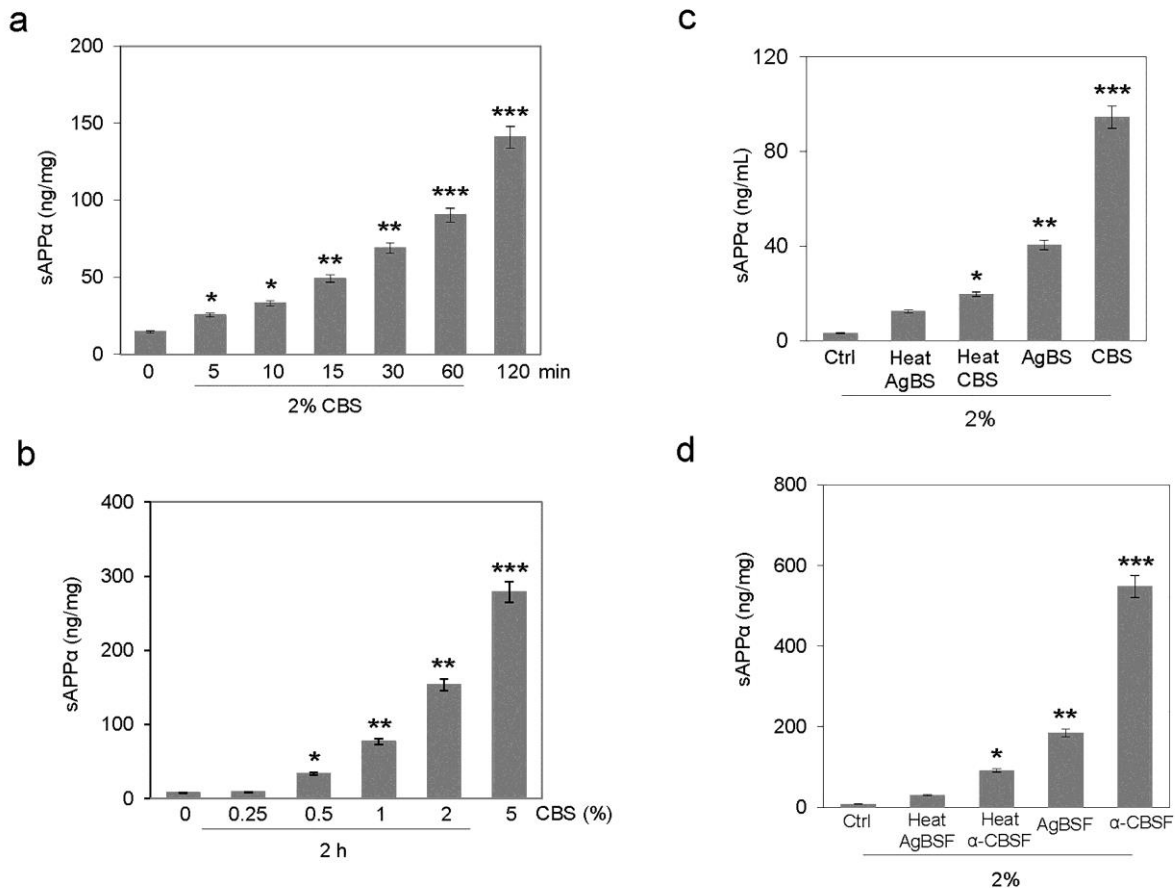 a
sAPPα (ng/mg)
200
150
100
50
0
*
*
**
**
***
***
0 5 10 15 30 60 120 min
2% CBS
b
sAPPα (ng/mg)
400
300
200
100
0
*
**
**
***
0 0.25 0.5 1 2 5 CBS (%)
2 h
c
sAPPα (ng/mL)
120
80
40
0
*
**
***
Ctrl Heat Heat AgBS CBS
AgBS CBS
2%
d
sAPPα (ng/mg)
800
600
400
200
0
*
**
***
Ctrl Heat Heat AgBSF α-CBSF
AgBSF α-CBSF
2%